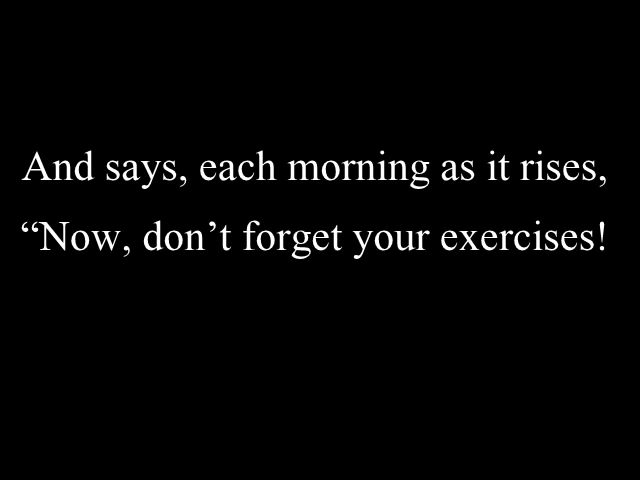 And says, each morning as it rises,
“Now, don’t forget your exercises!